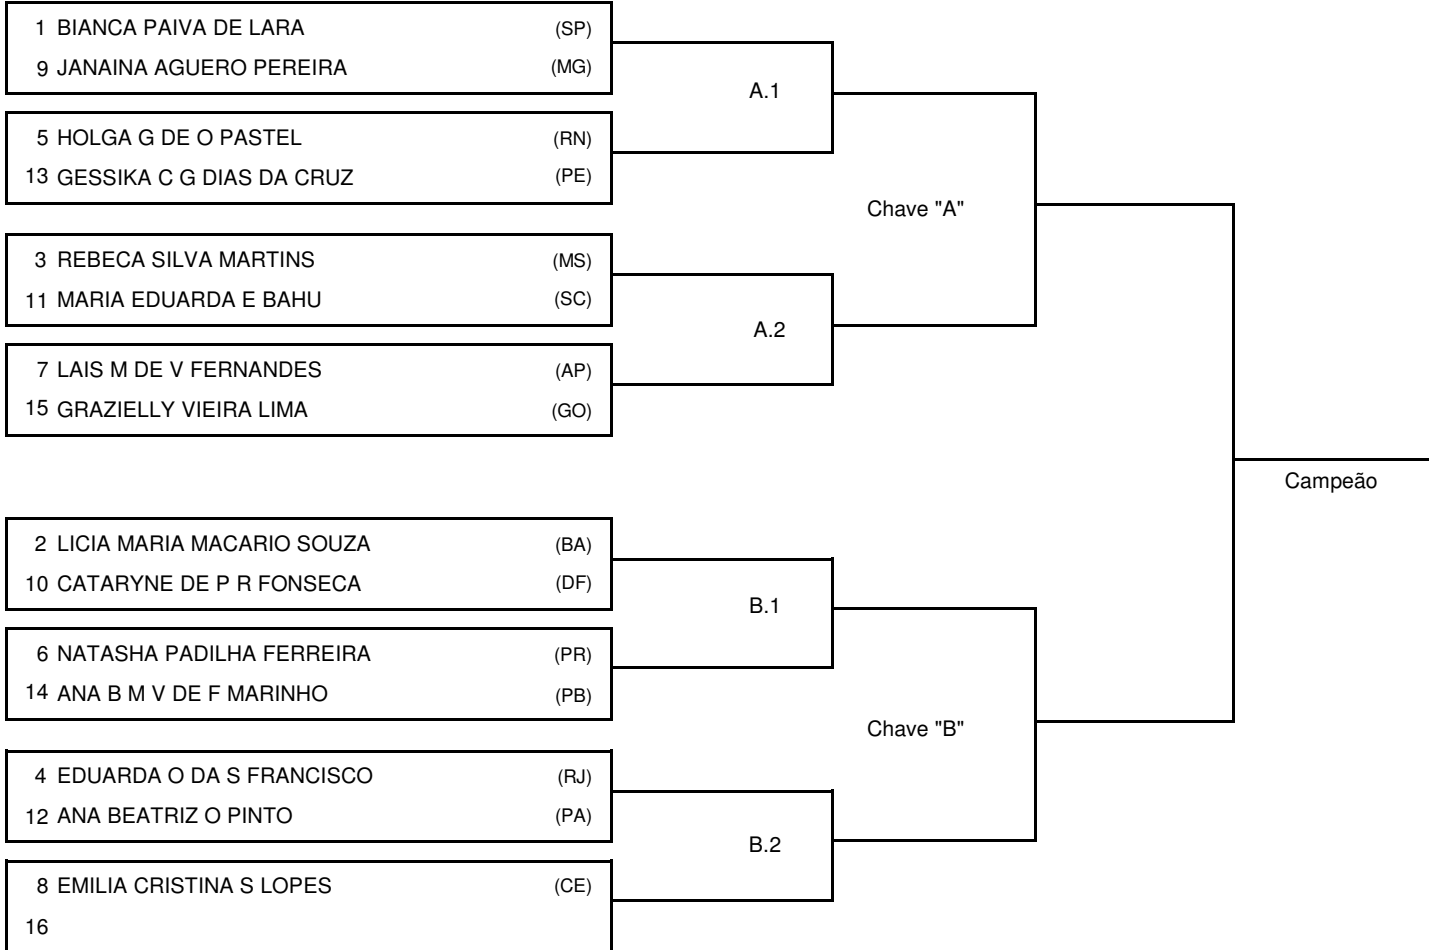 1 BIANCA PAIVA DE LARA (SP)
9 JANAINA AGUERO PEREIRA (MG)
A.1
5 HOLGA G DE O PASTEL (RN)
13 GESSIKA C G DIAS DA CRUZ (PE)
Chave "A"
3 REBECA SILVA MARTINS (MS)
11 MARIA EDUARDA E BAHU (SC)
A.2
7 LAIS M DE V FERNANDES (AP)
15 GRAZIELLY VIEIRA LIMA (GO)
Campeão
2 LICIA MARIA MACARIO SOUZA (BA)
10 CATARYNE DE P R FONSECA (DF)
B.1
6 NATASHA PADILHA FERREIRA (PR)
14 ANA B M V DE F MARINHO (PB)
Chave "B"
4 EDUARDA O DA S FRANCISCO (RJ)
12 ANA BEATRIZ O PINTO (PA)
B.2
8 EMILIA CRISTINA S LOPES (CE)
16